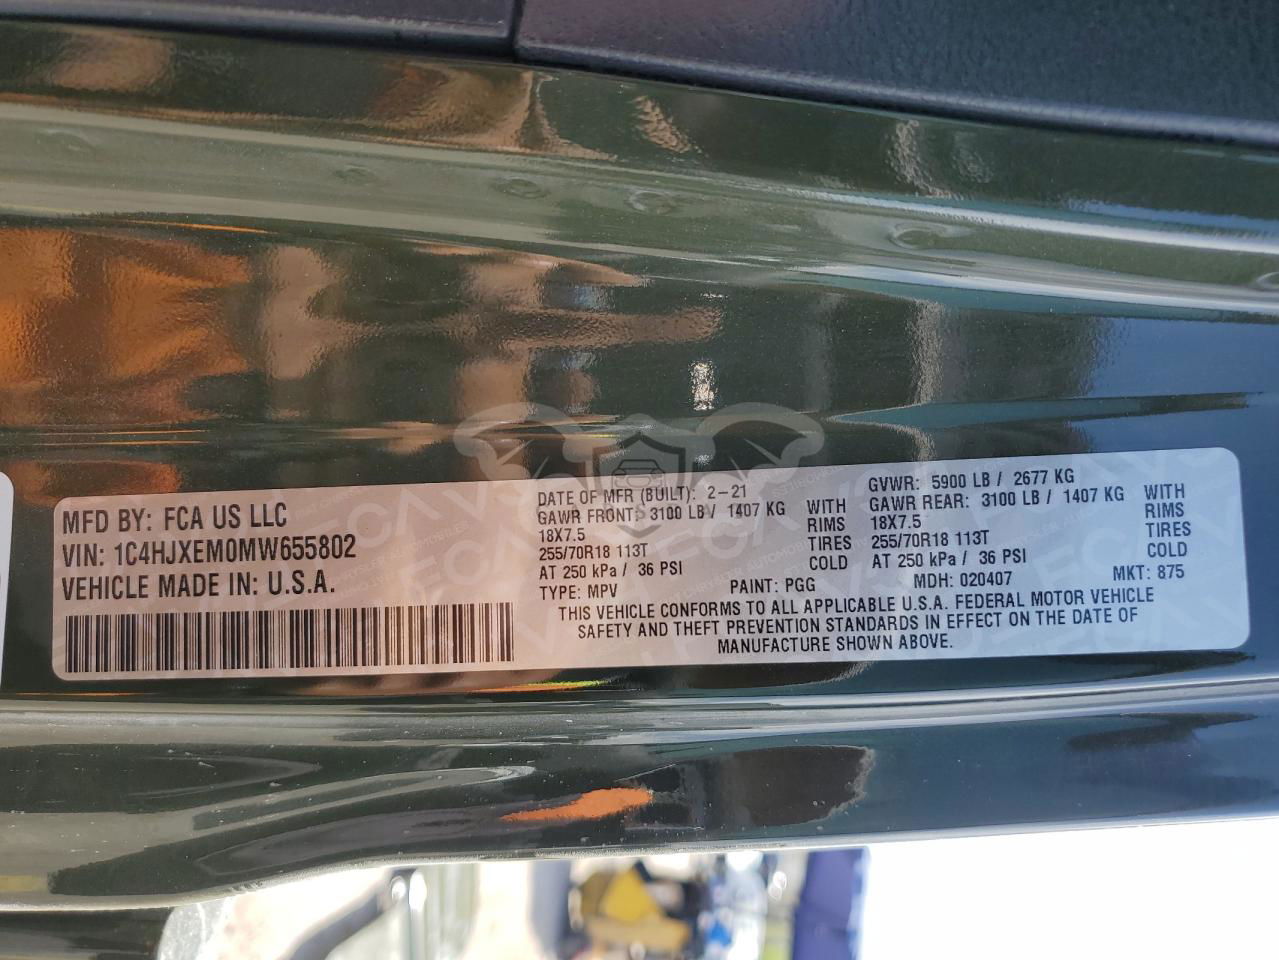 MFD BY: FCA US LLC
VIN: 1C4HJXEM0MW655802
VEHICLE MADE IN: U.S.A.
DATE OF MFR (BUILT): 2-21
GAWR FRONT: 3100 LB / 1407 KG WITH
18X7.5 RIMS
255/70R18 113T TIRES
AT 250 kPa / 36 PSI COLD
GVWR: 5900 LB / 2677 KG
GAWR REAR: 3100 LB / 1407 KG WITH
18X7.5 RIMS
255/70R18 113T TIRES
AT 250 kPa / 36 PSI COLD
TYPE: MPV PAINT: PGG MDH: 020407 MKT: 875
THIS VEHICLE CONFORMS TO ALL APPLICABLE U.S.A. FEDERAL MOTOR VEHICLE
SAFETY AND THEFT PREVENTION STANDARDS IN EFFECT ON THE DATE OF
MANUFACTURE SHOWN ABOVE.